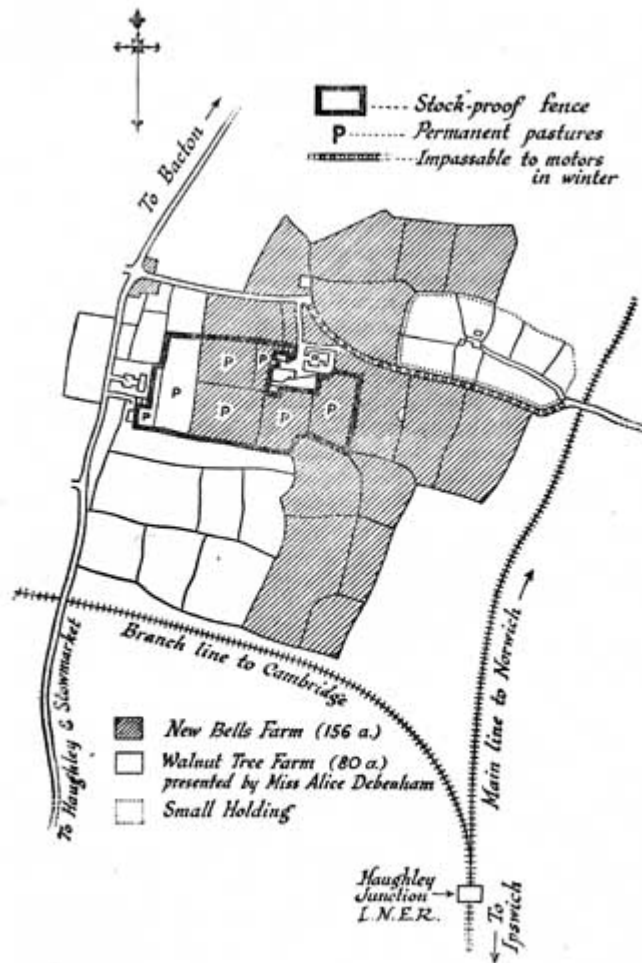 Stock-proof fence
P Permanent pastures
Impassable to motors
in winter
To Bacton
P
P
P
P
P
P
P
P
Branch line to Cambridge
Main line to Norwich
To Haughley & Stowmarket
New Bells Farm (156 a.)
Walnut Tree Farm (80 a.)
presented by Miss Alice Debenham
Small Holding
Haughley
Junction
L.N.E.R.
To
Ipswich